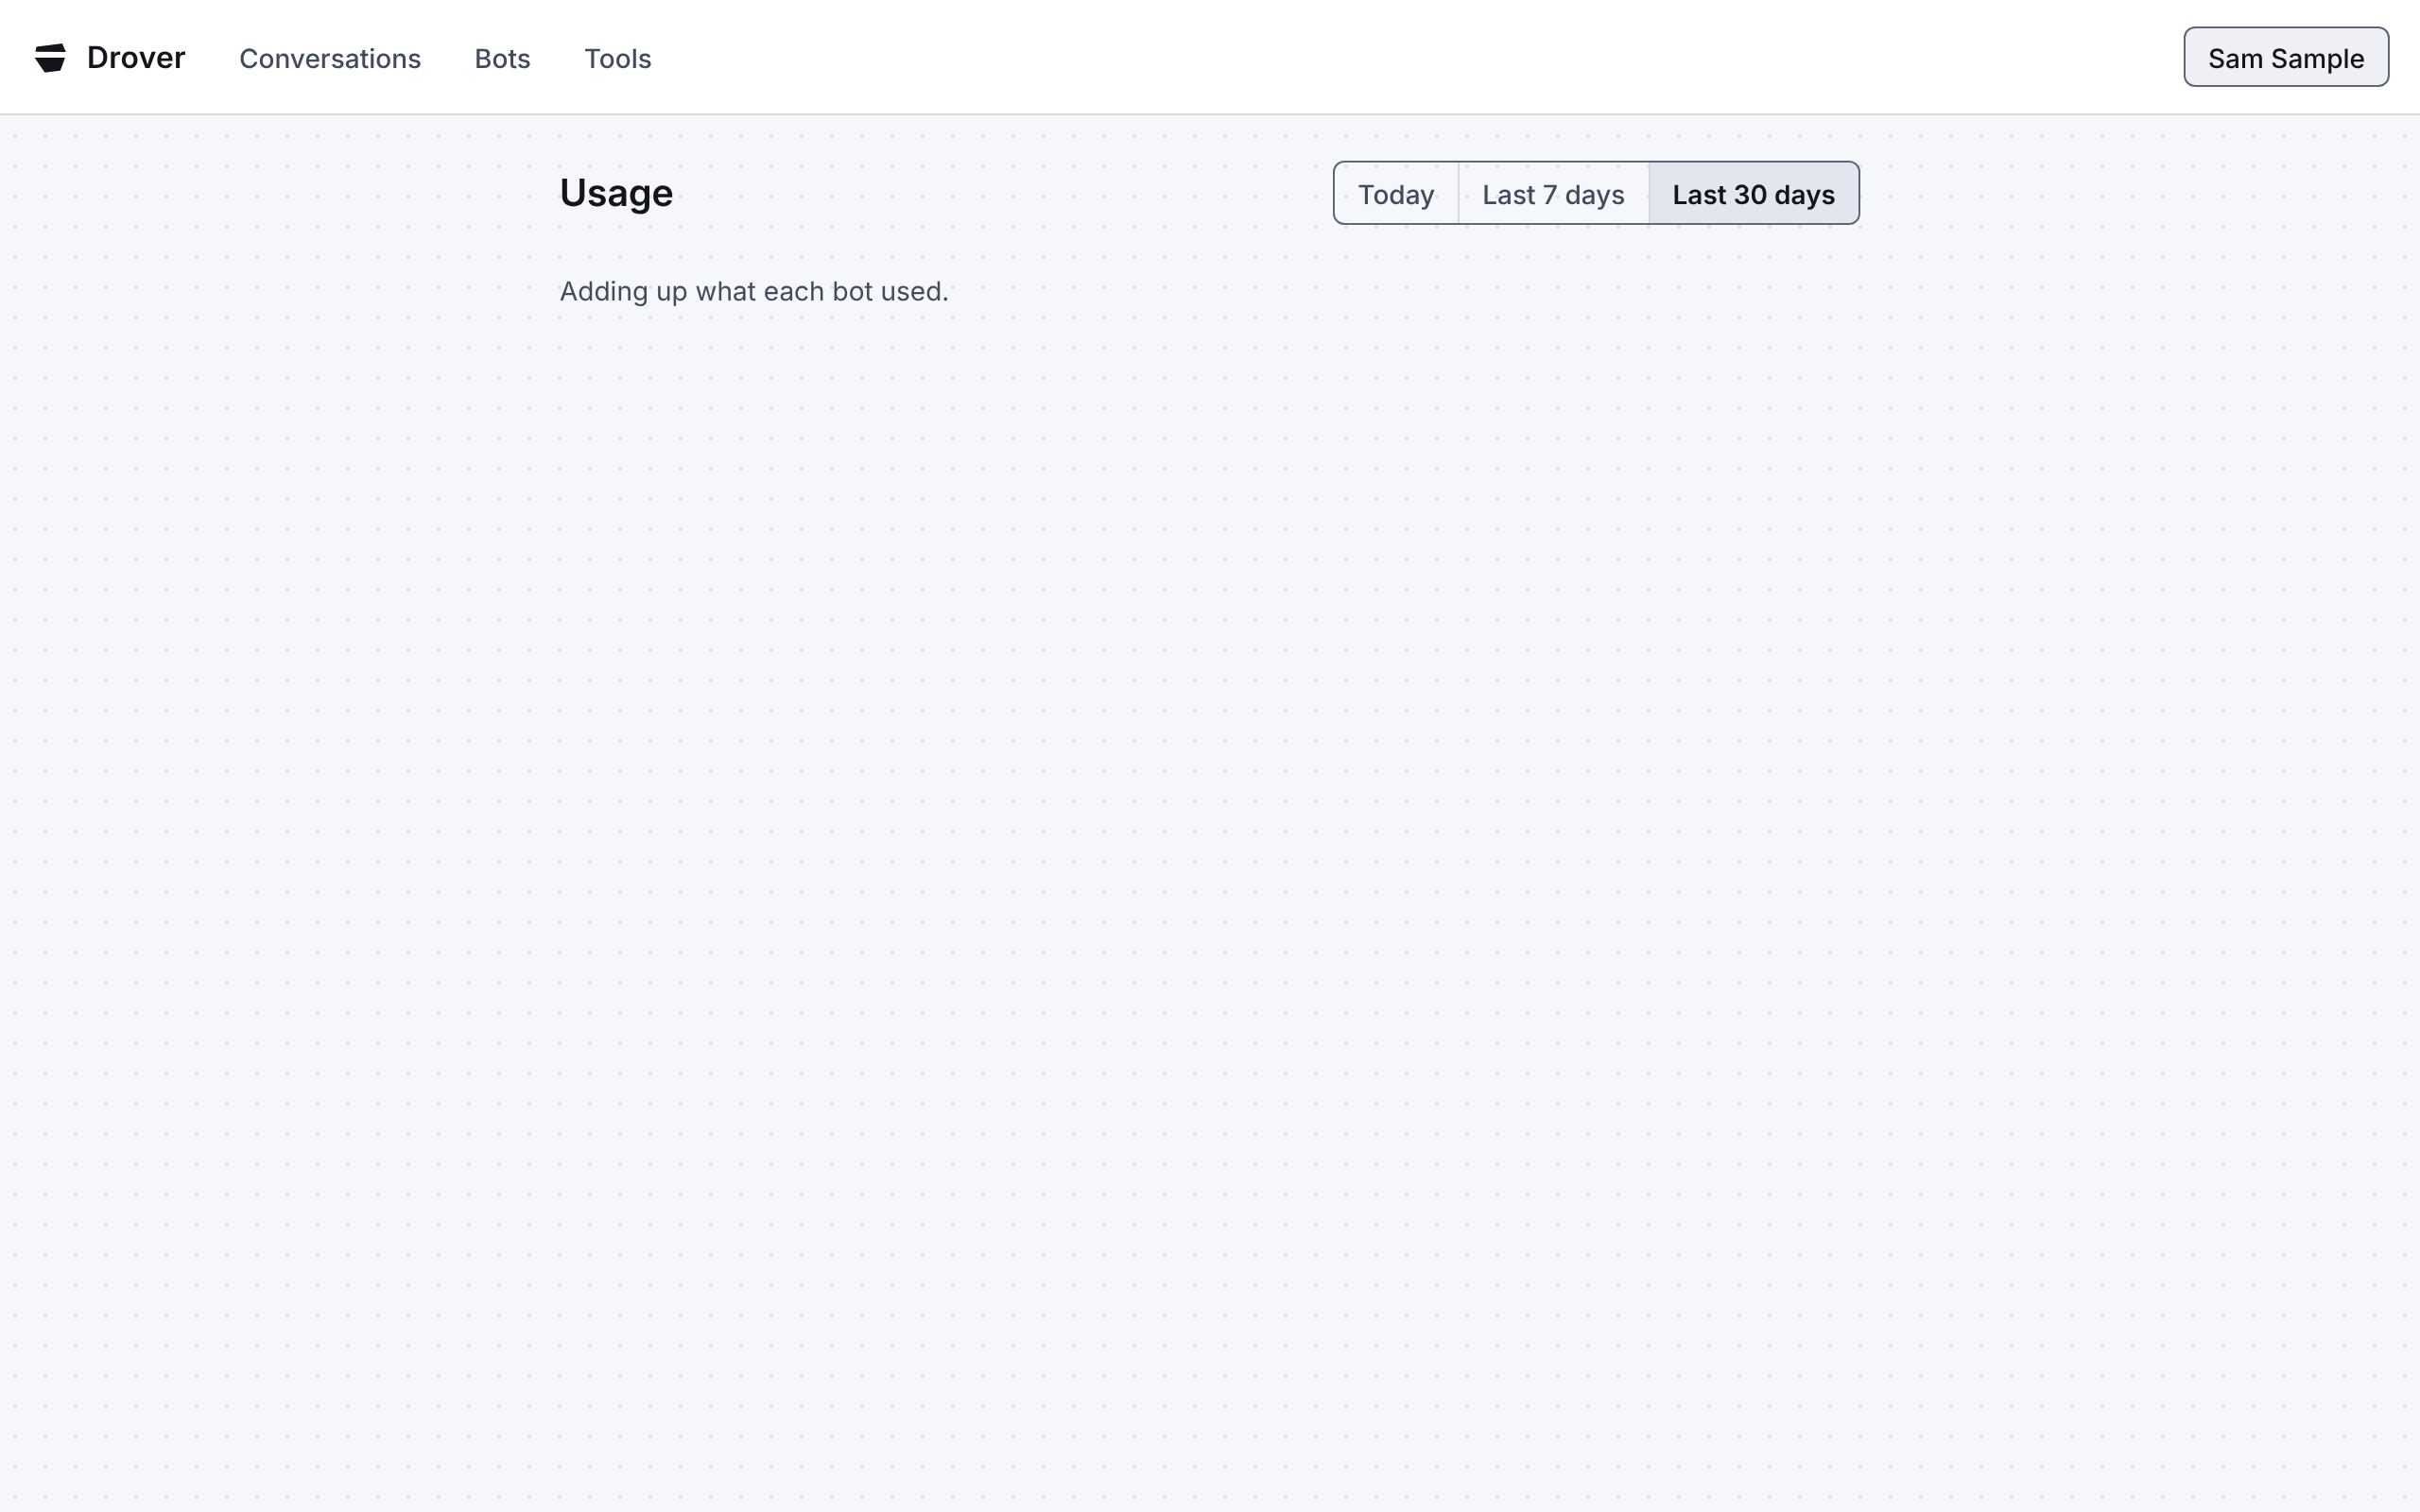 Drover Conversations Bots Tools Sam Sample
Usage Today Last 7 days Last 30 days
Adding up what each bot used.